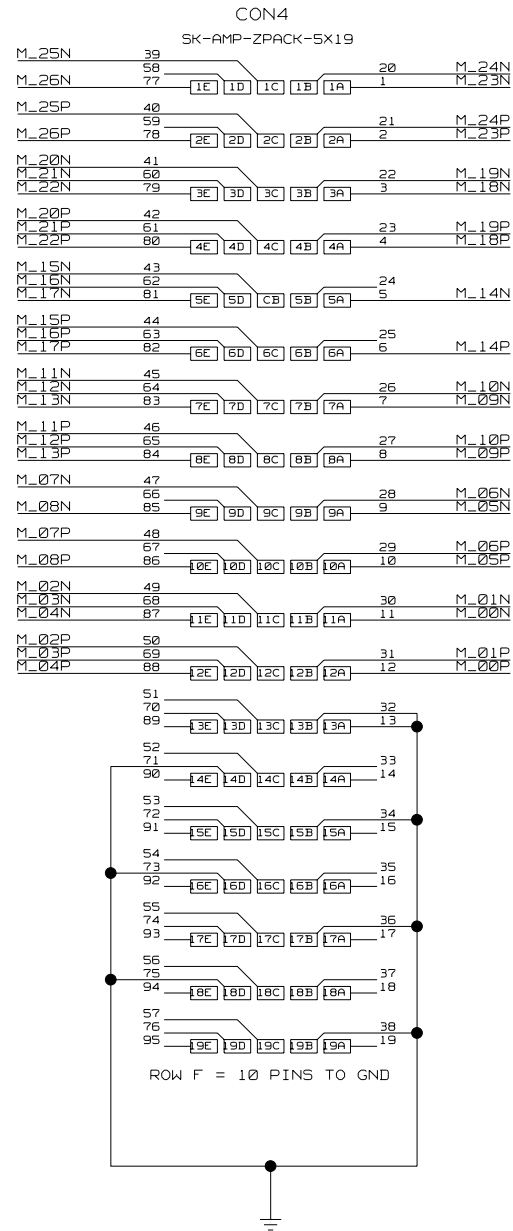 CON4
SK-AMP-ZPACK-5X19
M_25N 39
58 20 M_24N
M_26N 77 1E 1D 1C 1B 1A 1 M_23N
M_25P 40
59 21 M_24P
M_26P 78 2E 2D 2C 2B 2A 2 M_23P
M_20N 41
M_21N 60 22 M_19N
M_22N 79 3E 3D 3C 3B 3A 3 M_18N
M_20P 42
M_21P 61 23 M_19P
M_22P 80 4E 4D 4C 4B 4A 4 M_18P
M_15N 43
M_16N 62 24
M_17N 81 5E 5D CB 5B 5A 5 M_14N
M_15P 44
M_16P 63 25
M_17P 82 6E 6D 6C 6B 6A 6 M_14P
M_11N 45
M_12N 64 26 M_10N
M_13N 83 7E 7D 7C 7B 7A 7 M_09N
M_11P 46
M_12P 65 27 M_10P
M_13P 84 8E 8D 8C 8B 8A 8 M_09P
M_07N 47
66 28 M_06N
M_08N 85 9E 9D 9C 9B 9A 9 M_05N
M_07P 48
67 29 M_06P
M_08P 86 10E 10D 10C 10B 10A 10 M_05P
M_02N 49
M_03N 68 30 M_01N
M_04N 87 11E 11D 11C 11B 11A 11 M_00N
M_02P 50
M_03P 69 31 M_01P
M_04P 88 12E 12D 12C 12B 12A 12 M_00P
51
70 32
89 13E 13D 13C 13B 13A 13
52
71 33
90 14E 14D 14C 14B 14A 14
53
72 34
91 15E 15D 15C 15B 15A 15
54
73 35
92 16E 16D 16C 16B 16A 16
55
74 36
93 17E 17D 17C 17B 17A 17
56
75 37
94 18E 18D 18C 18B 18A 18
57
76 38
95 19E 19D 19C 19B 19A 19
ROW F = 10 PINS TO GND